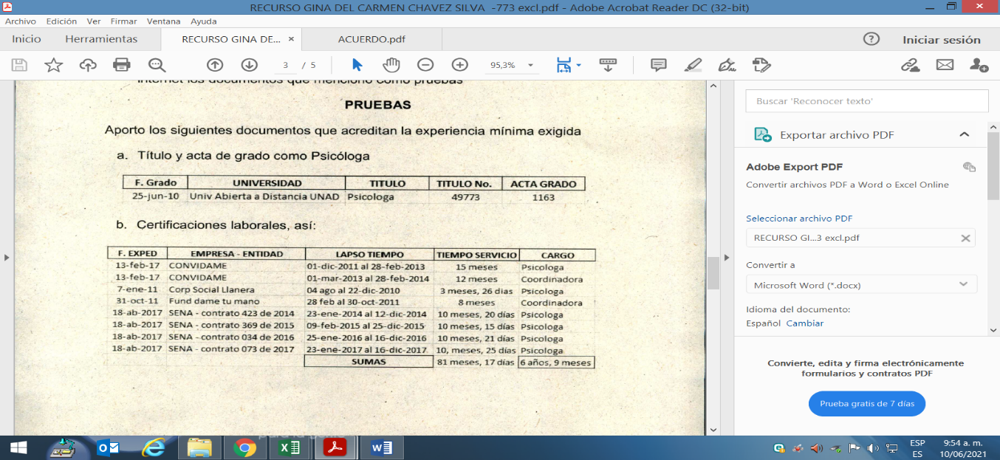 RECURSO GINA DEL CARMEN CHAVEZ SILVA -773 excl.pdf - Adobe Acrobat Reader DC (32-bit)
Archivo Edición Ver Firmar Ventana Ayuda
Inicio Herramientas RECURSO GINA DE... × ACUERDO.pdf Iniciar sesión
3 / 5 95,3%
internet los documentos que menciono como pruebas
PRUEBAS
Aporto los siguientes documentos que acreditan la experiencia mínima exigida
a. Título y acta de grado como Psicóloga
F. Grado UNIVERSIDAD TITULO TITULO No. ACTA GRADO
25-jun-10 Univ Abierta a Distancia UNAD Psicologa 49773 1163
b. Certificaciones laborales, así:
F. EXPED EMPRESA - ENTIDAD LAPSO TIEMPO TIEMPO SERVICIO CARGO
13-feb-17 CONVIDAME 01-dic-2011 al 28-feb-2013 15 meses Psicologa
13-feb-17 CONVIDAME 01-mar-2013 al 28-feb-2014 12 meses Coordinadora
7-ene-11 Corp Social Llanera 04 ago al 22-dic-2010 3 meses, 26 dias Psicologa
31-oct-11 Fund dame tu mano 28 feb al 30-oct-2011 8 meses Coordinadora
18-ab-2017 SENA - contrato 423 de 2014 23-ene-2014 al 12-dic-2014 10 meses, 20 días Psicologa
18-ab-2017 SENA - contrato 369 de 2015 09-feb-2015 al 25-dic-2015 10 meses, 15 días Psicologa
18-ab-2017 SENA - contrato 034 de 2016 25-ene-2016 al 16-dic-2016 10 meses, 21 días Psicologa
18-ab-2017 SENA - contrato 073 de 2017 23-ene-2017 al 16-dic-2017 10, meses, 25 días Psicologa
SUMAS 81 meses, 17 días 6 años, 9 meses
Buscar 'Reconocer texto'
Exportar archivo PDF
Adobe Export PDF
Convertir archivos PDF a Word o Excel Online
Seleccionar archivo PDF
RECURSO GI...3 excl.pdf
Convertir a
Microsoft Word (*.docx)
Idioma del documento:
Español Cambiar
Convierte, edita y firma electrónicamente
formularios y contratos PDF
Prueba gratis de 7 días
ESP 9:54 a. m.
ES 10/06/2021